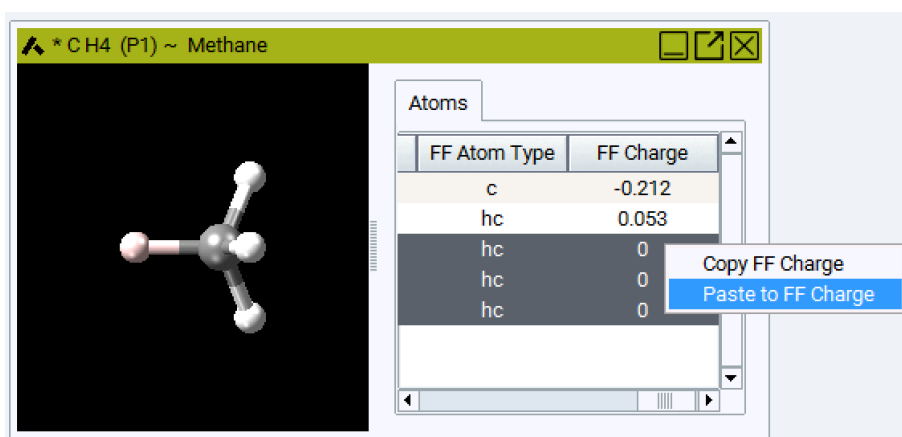 * C H4 (P1) ~ Methane
Atoms
FF Atom Type FF Charge
c -0.212
hc 0.053
hc 0
hc 0
hc 0
Copy FF Charge
Paste to FF Charge